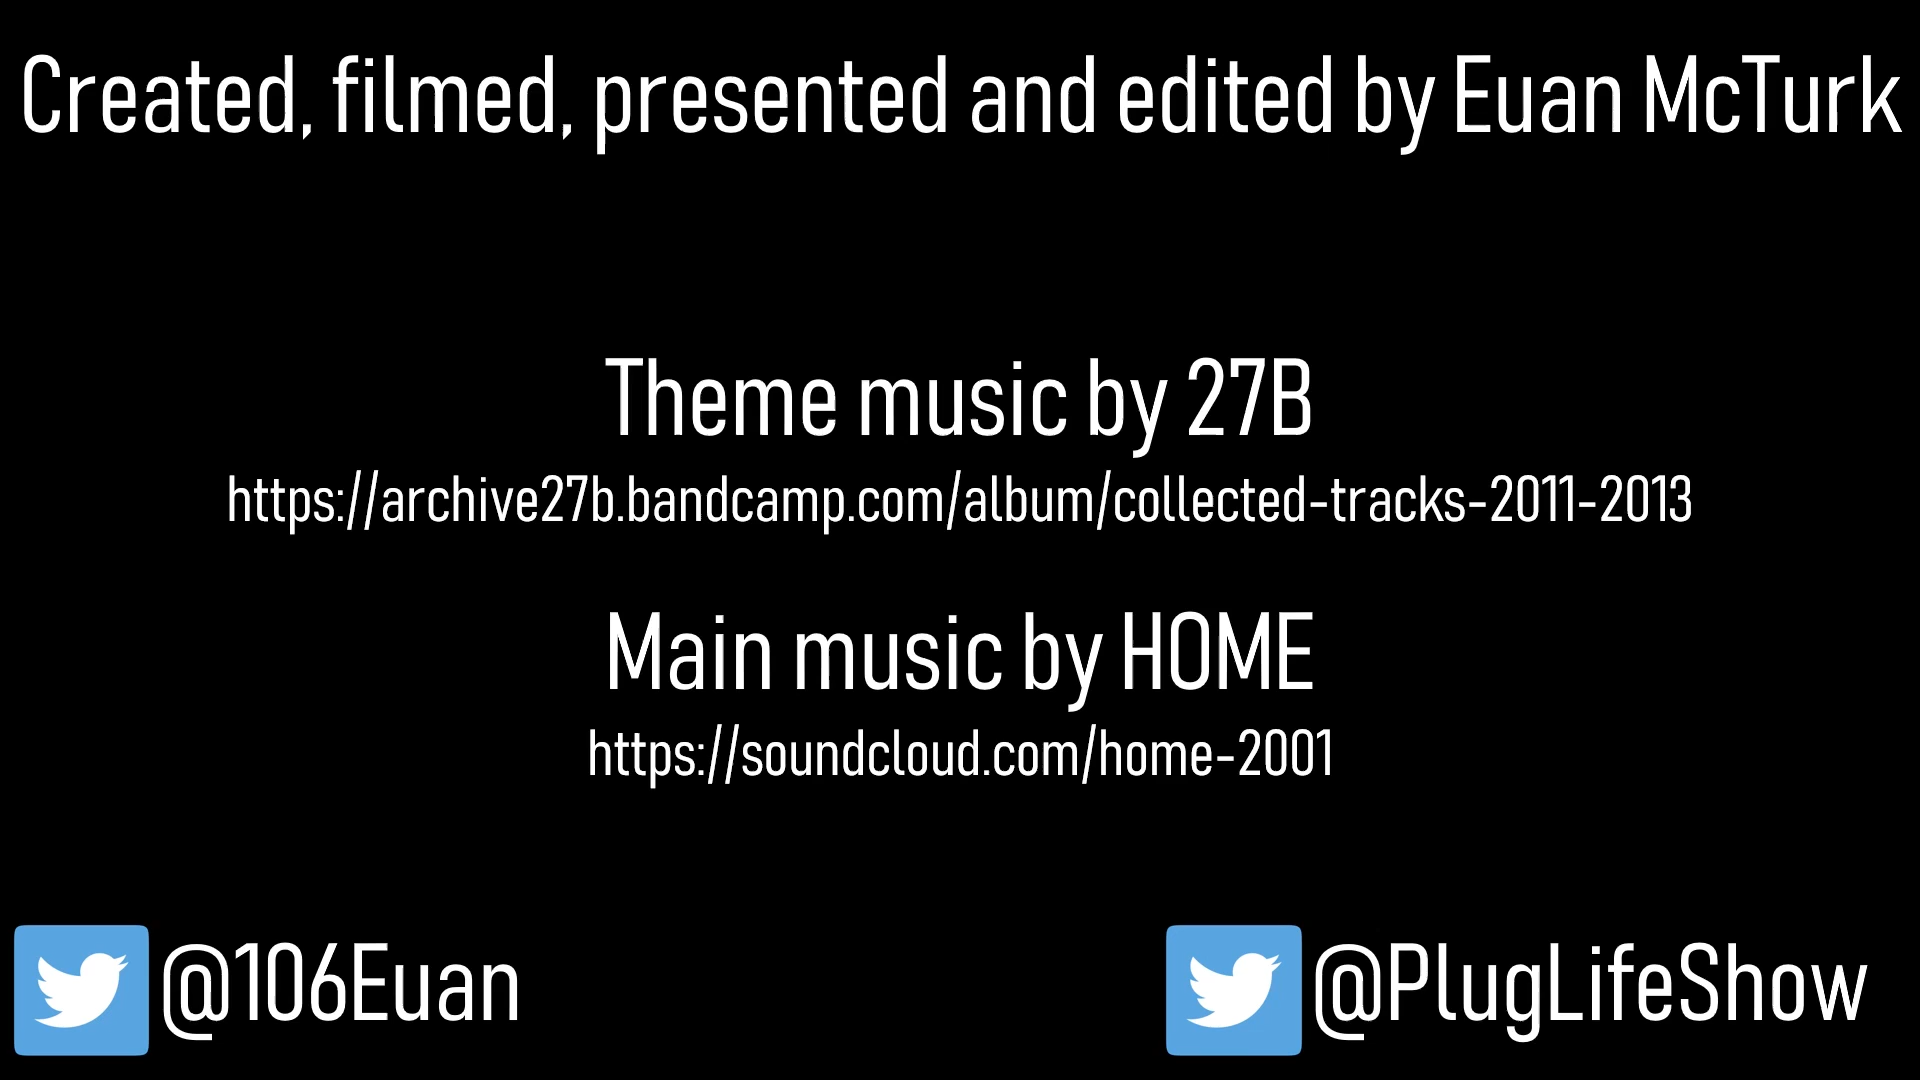 Created, filmed, presented and edited by Euan McTurk
Theme music by 27B
https://archive27b.bandcamp.com/album/collected-tracks-2011-2013
Main music by HOME
https://soundcloud.com/home-2001
@106Euan
@PlugLifeShow